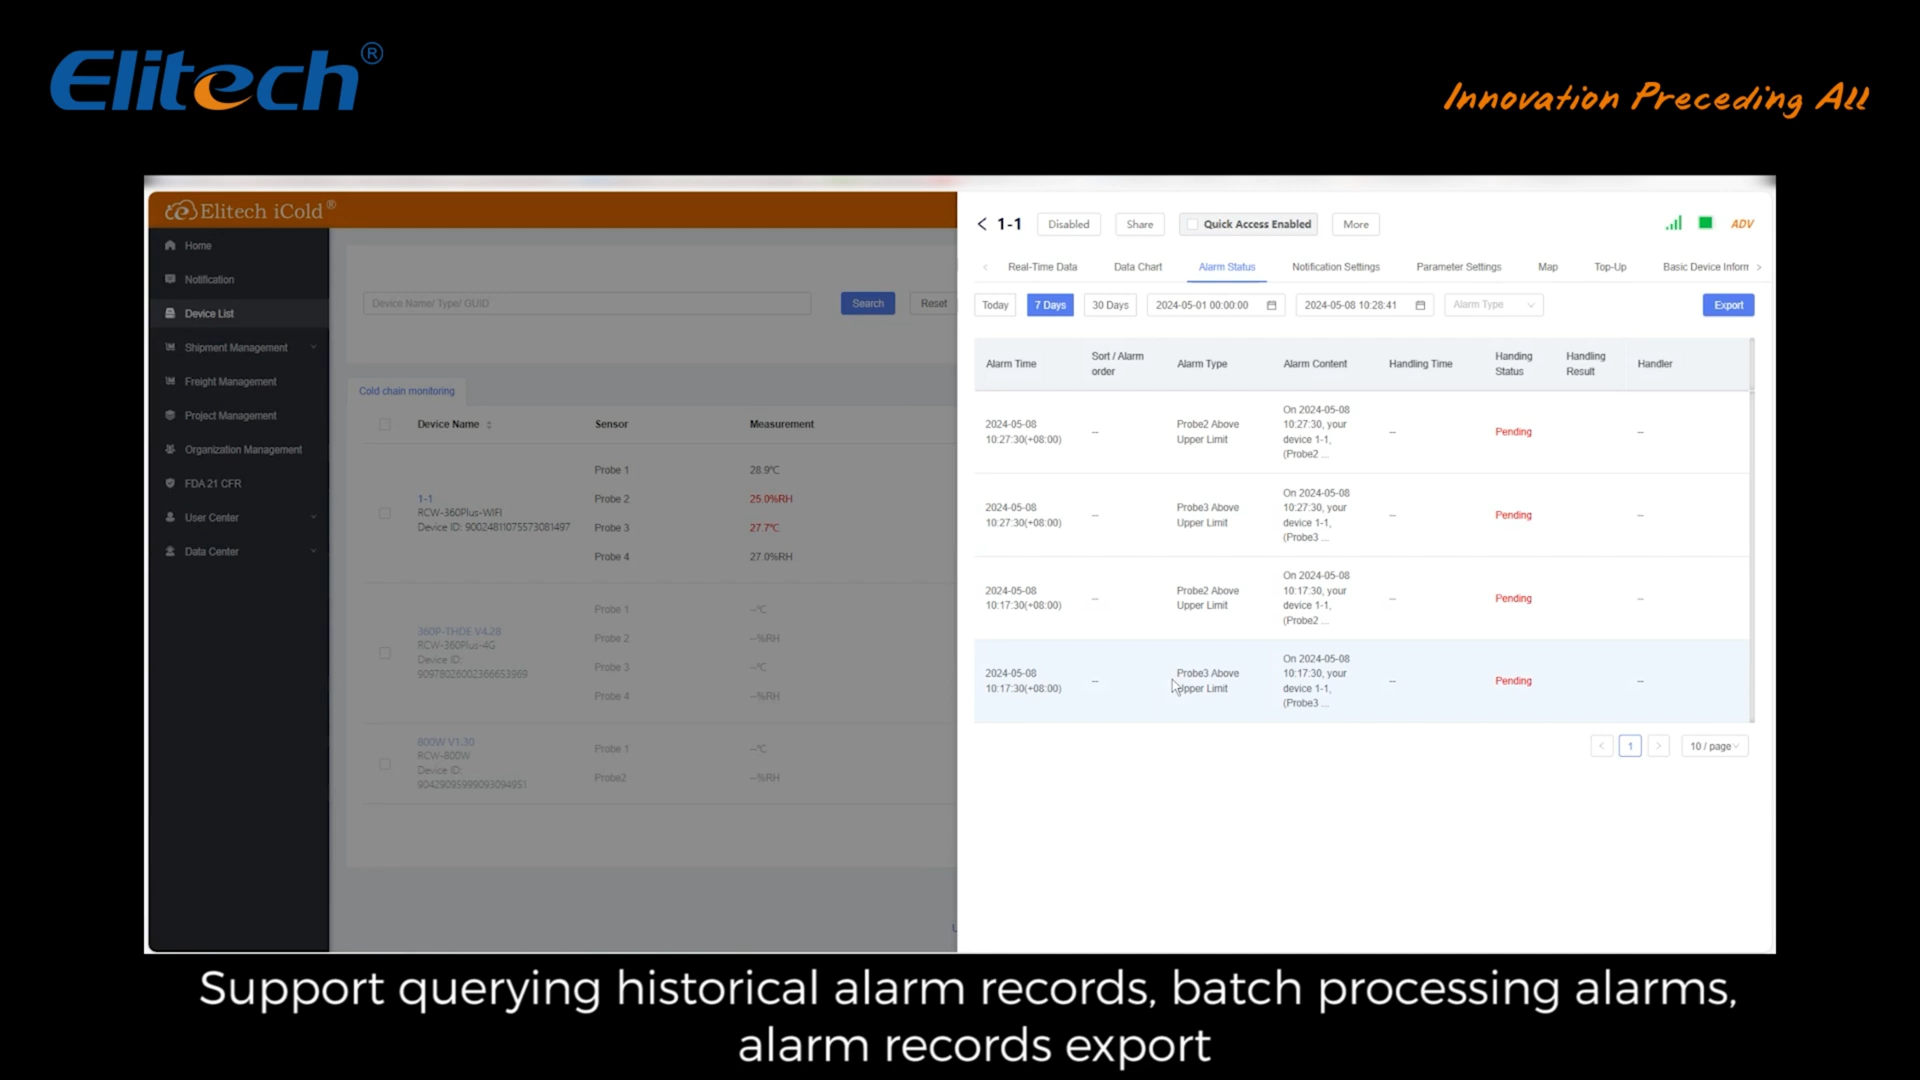 Elitech®
Innovation Preceding All
Elitech iCold®
Home
Notification
Device List
Shipment Management
Freight Management
Project Management
Organization Management
FDA 21 CFR
User Center
Data Center
Device Name/ Type/ GUID
Search
Reset
Cold chain monitoring
Device Name
Sensor
Measurement
1-1
RCW-360Plus-WIFI
Device ID: 90024811075573081497
Probe 1
28.9℃
Probe 2
25.0%RH
Probe 3
27.7℃
Probe 4
27.0%RH
360P-THDE V4.28
RCW-360Plus-4G
Device ID:
90978026002366653969
Probe 1
--℃
Probe 2
--%RH
Probe 3
--℃
Probe 4
--%RH
800W V1.30
RCW-800W
Device ID:
90429095999093094951
Probe 1
--℃
Probe2
--%RH
< 1-1
Disabled
Share
Quick Access Enabled
More
ADV
Real-Time Data
Data Chart
Alarm Status
Notification Settings
Parameter Settings
Map
Top-Up
Basic Device Inform
Today
7 Days
30 Days
2024-05-01 00:00:00
2024-05-08 10:28:41
Alarm Type
Export
Alarm Time
Sort / Alarm
order
Alarm Type
Alarm Content
Handling Time
Handing
Status
Handling
Result
Handler
2024-05-08
10:27:30(+08:00)
--
Probe2 Above
Upper Limit
On 2024-05-08
10:27:30, your
device 1-1,
(Probe2 ...
--
Pending
--
2024-05-08
10:27:30(+08:00)
--
Probe3 Above
Upper Limit
On 2024-05-08
10:27:30, your
device 1-1,
(Probe3 ...
--
Pending
--
2024-05-08
10:17:30(+08:00)
--
Probe2 Above
Upper Limit
On 2024-05-08
10:17:30, your
device 1-1,
(Probe2 ...
--
Pending
--
2024-05-08
10:17:30(+08:00)
--
Probe3 Above
Upper Limit
On 2024-05-08
10:17:30, your
device 1-1,
(Probe3 ...
--
Pending
--
< 1 >
10 / page
Support querying historical alarm records, batch processing alarms,
alarm records export